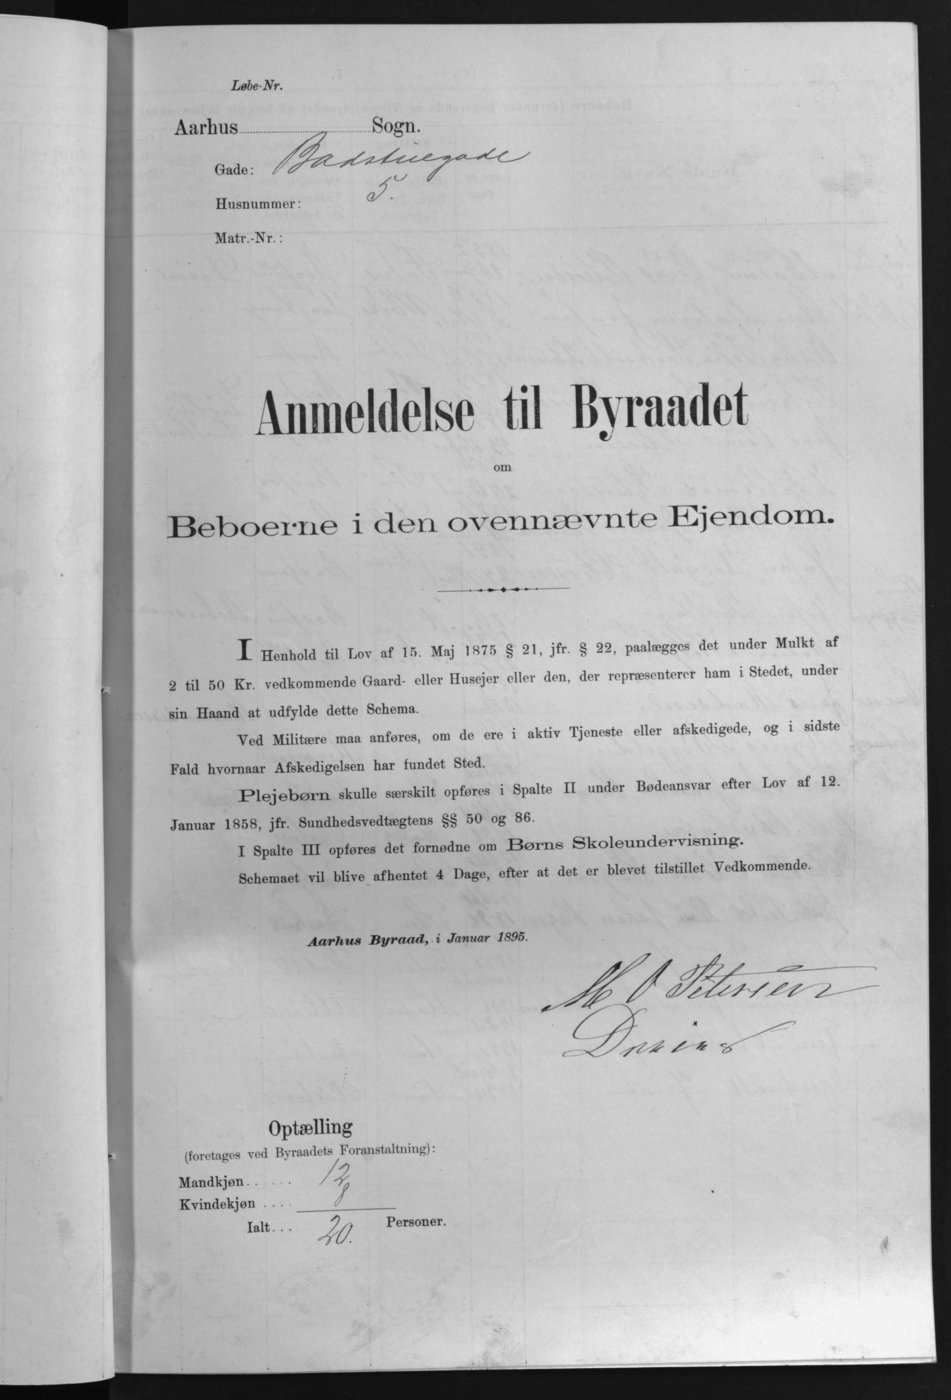 Løbe-Nr.
Aarhus Sogn.
Gade: Badstuegade
Husnummer: 5.
Matr.-Nr.:
Anmeldelse til Byraadet
om
Beboerne i den ovennævnte Ejendom.
I Henhold til Lov af 15. Maj 1875 § 21, jfr. § 22, paalægges det under Mulkt af
2 til 50 Kr. vedkommende Gaard- eller Husejer eller den, der repræsenterer ham i Stedet, under
sin Haand at udfylde dette Schema.
Ved Militære maa anføres, om de ere i aktiv Tjeneste eller afskedigede, og i sidste
Fald hvornaar Afskedigelsen har fundet Sted.
Plejebørn skulle særskilt opføres i Spalte II under Bødeansvar efter Lov af 12.
Januar 1858, jfr. Sundhedsvedtægtens §§ 50 og 86.
I Spalte III opføres det fornødne om Børns Skoleundervisning.
Schemaet vil blive afhentet 4 Dage, efter at det er blevet tilstillet Vedkommende.
Aarhus Byraad, i Januar 1895.
M O Petersen
Optælling
(foretages ved Byraadets Foranstaltning):
Mandkjøn...... 12
Kvindekjøn .... 8
Ialt... 20. Personer.